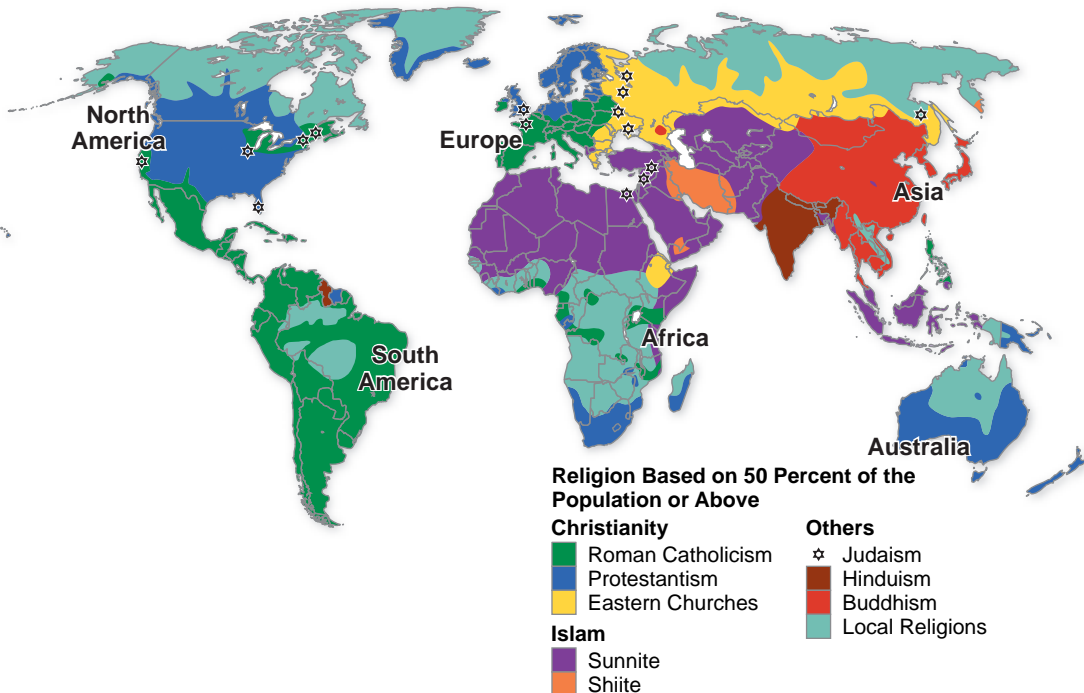 North
America
Europe
Asia
Africa
South
America
Australia
Religion Based on 50 Percent of the
Population or Above
Christianity
Roman Catholicism
Protestantism
Eastern Churches
Islam
Sunnite
Shiite
Others
Judaism
Hinduism
Buddhism
Local Religions